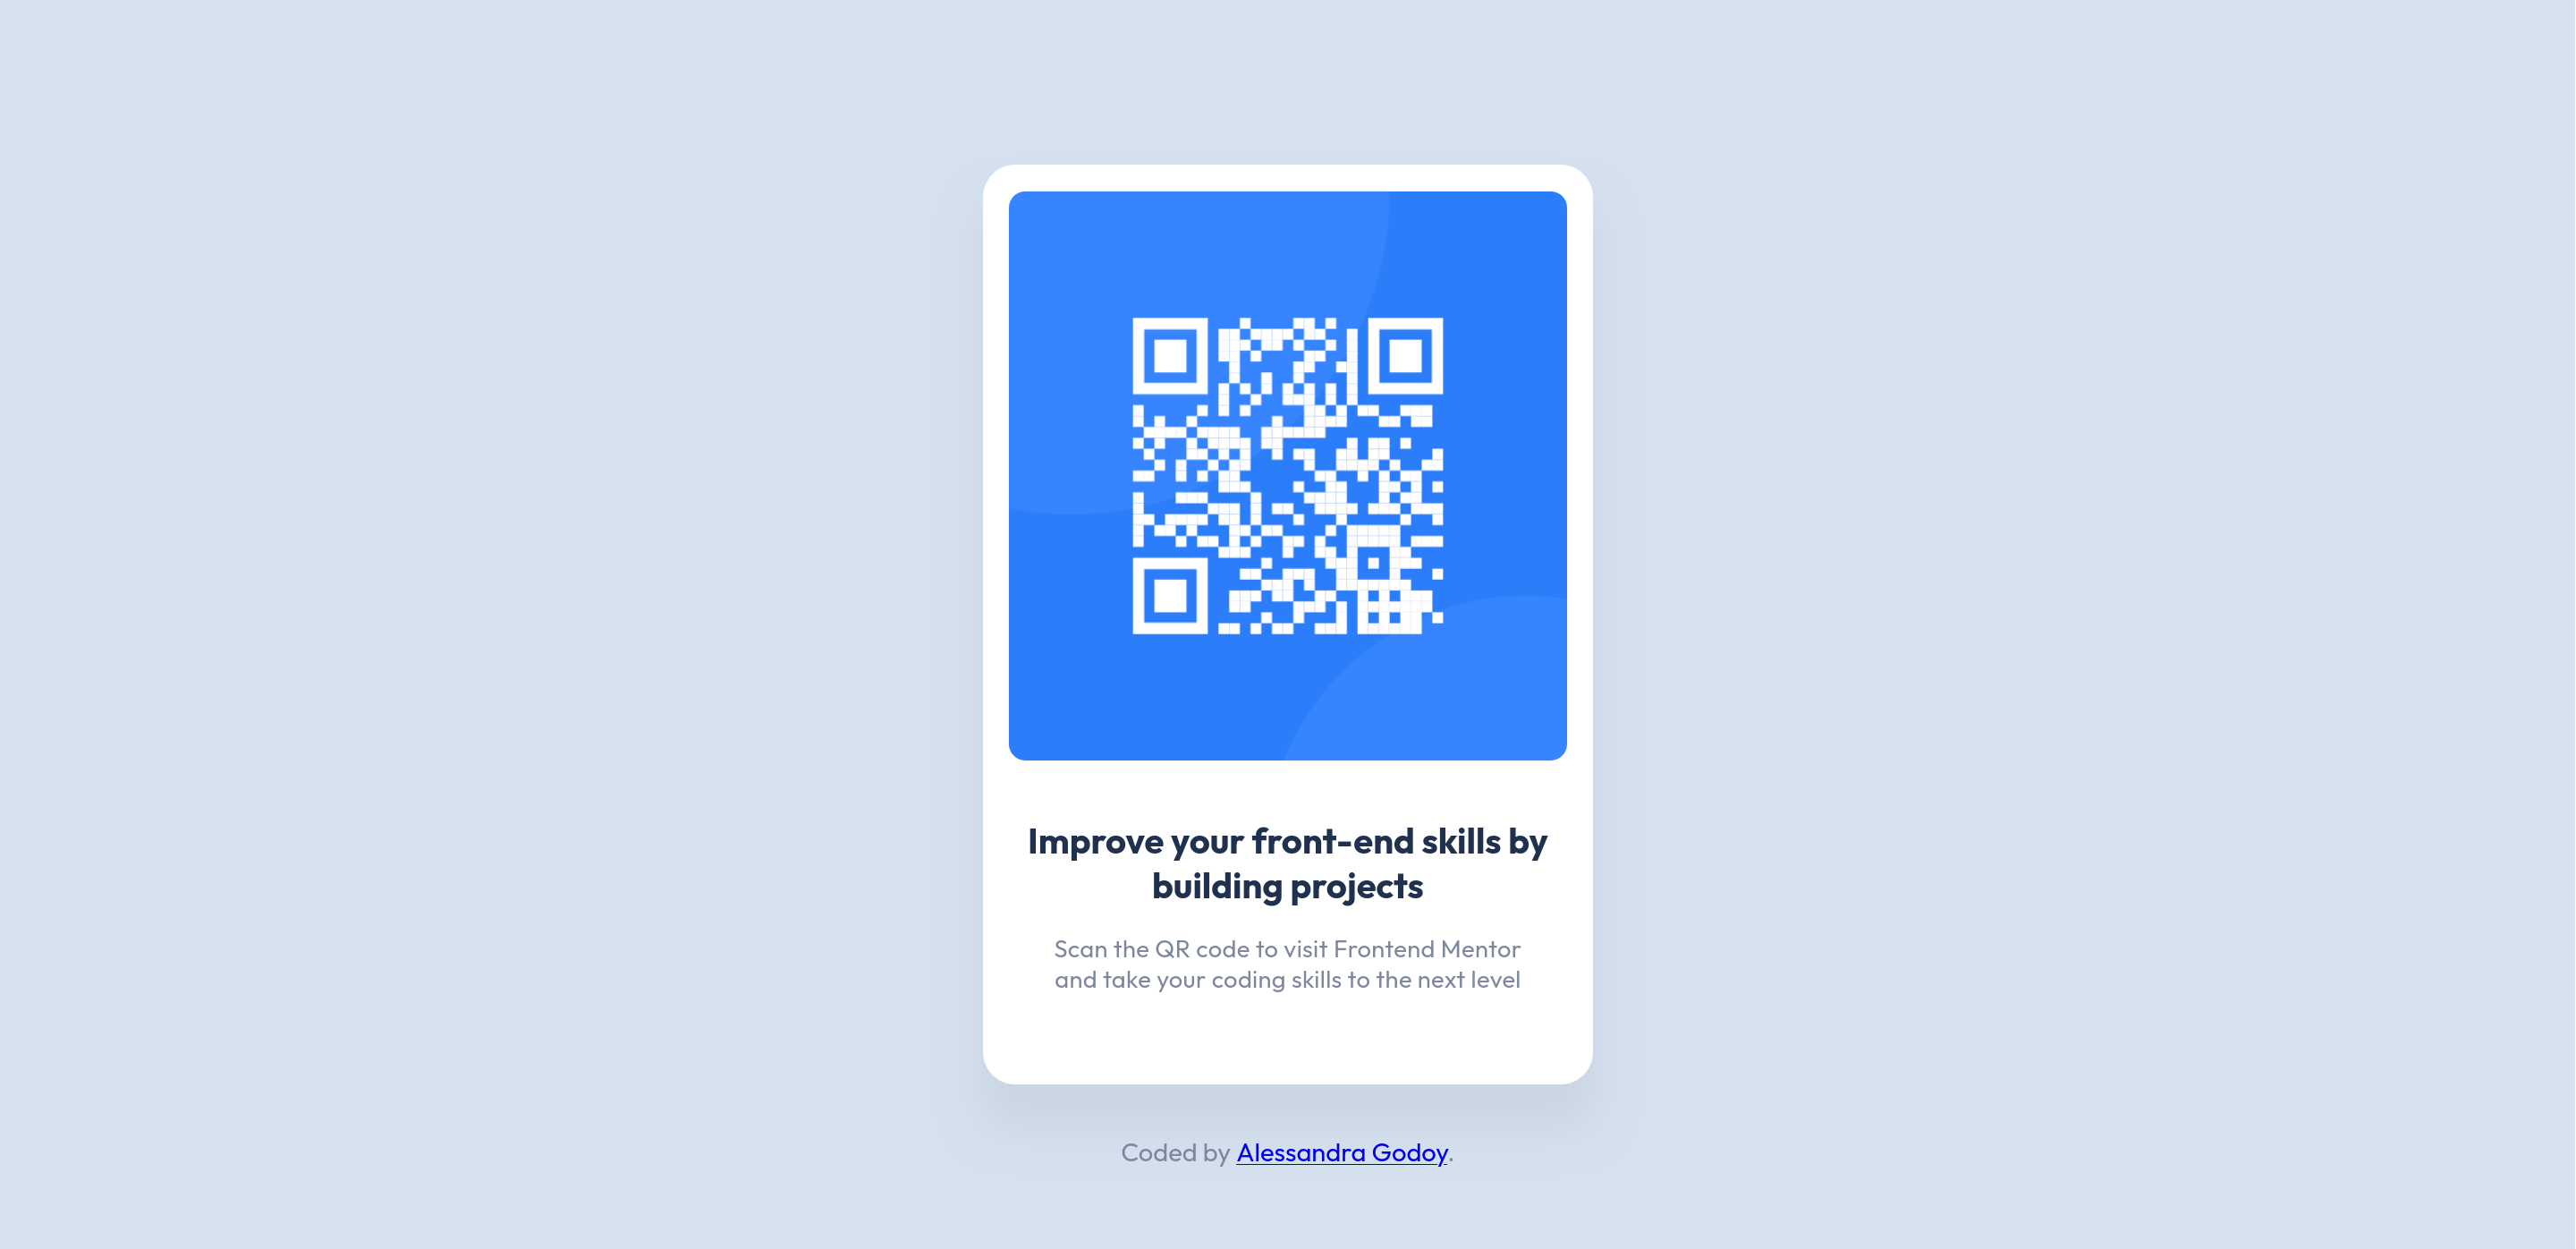 Improve your front-end skills by
building projects
Scan the QR code to visit Frontend Mentor
and take your coding skills to the next level
Coded by Alessandra Godoy.